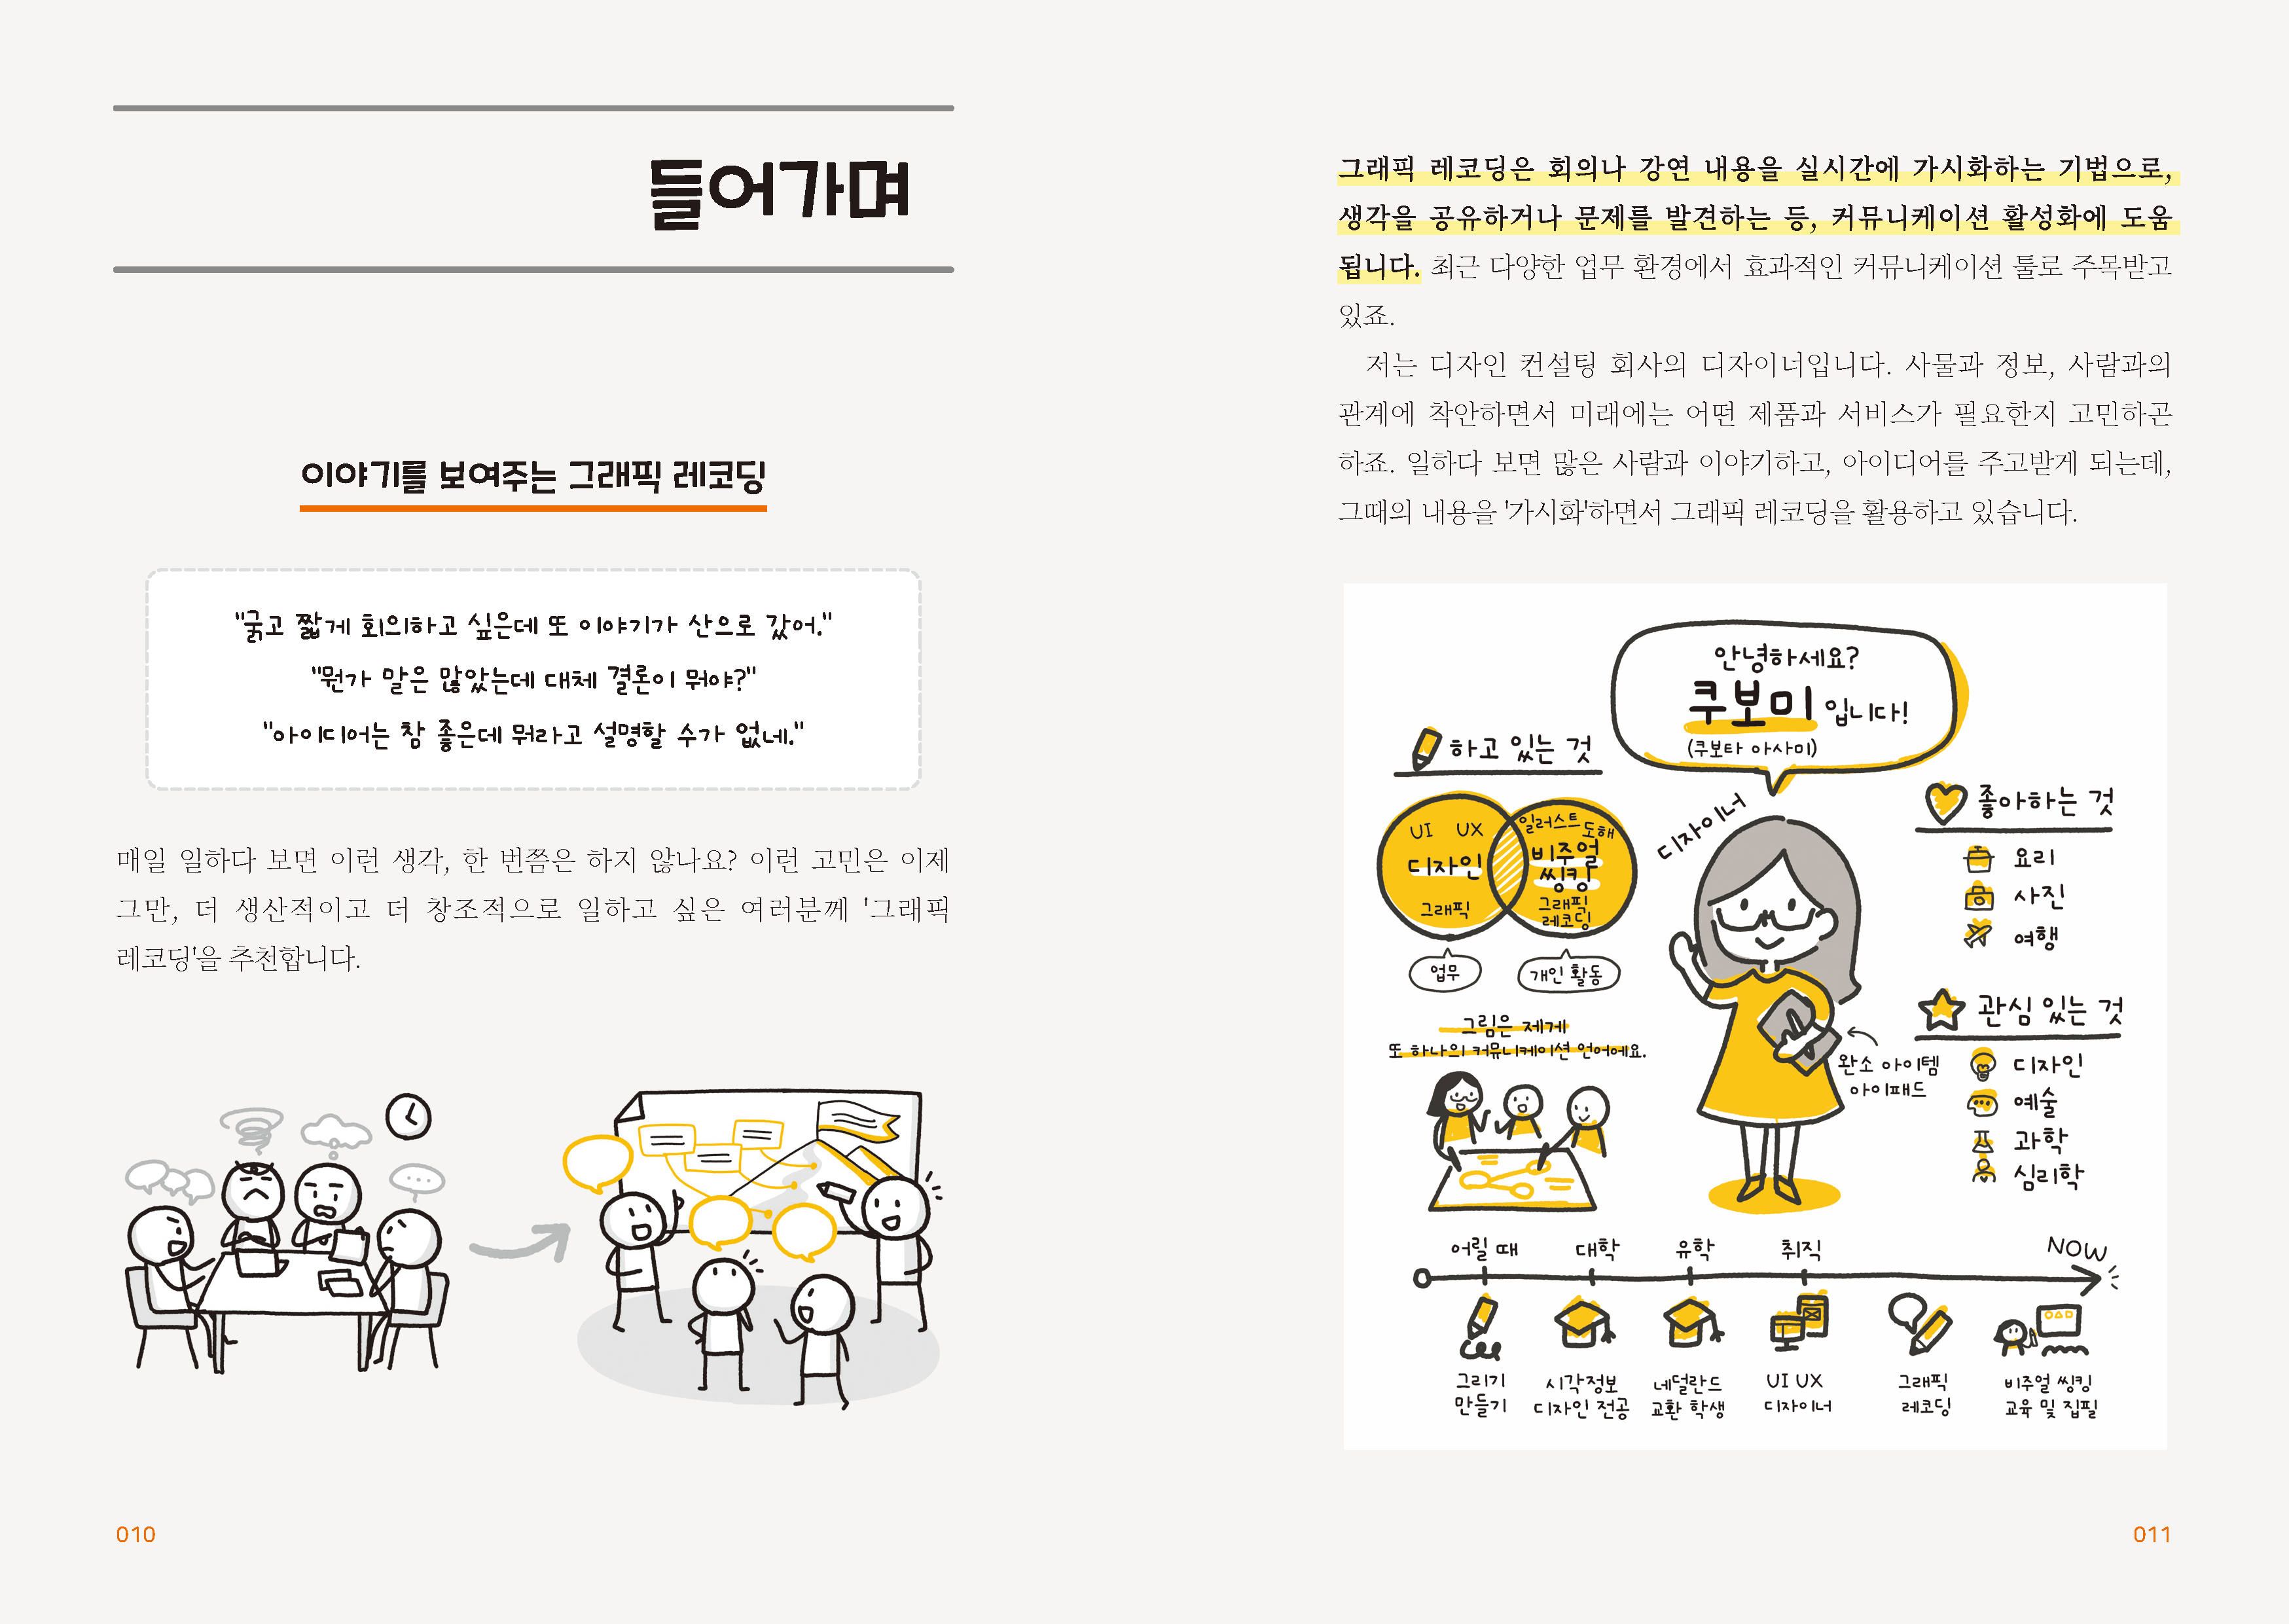 들어가며
이야기를 보여주는 그래픽 레코딩
"굵고 짧게 회의하고 싶은데 또 이야기가 산으로 갔어."
"뭔가 말은 많았는데 대체 결론이 뭐야?"
"아이디어는 참 좋은데 뭐라고 설명할 수가 없네."
매일 일하다 보면 이런 생각, 한 번쯤은 하지 않나요? 이런 고민은 이제
그만, 더 생산적이고 더 창조적으로 일하고 싶은 여러분께 '그래픽
레코딩'을 추천합니다.
010
그래픽 레코딩은 회의나 강연 내용을 실시간에 가시화하는 기법으로,
생각을 공유하거나 문제를 발견하는 등, 커뮤니케이션 활성화에 도움
됩니다. 최근 다양한 업무 환경에서 효과적인 커뮤니케이션 툴로 주목받고
있죠.
저는 디자인 컨설팅 회사의 디자이너입니다. 사물과 정보, 사람과의
관계에 착안하면서 미래에는 어떤 제품과 서비스가 필요한지 고민하곤
하죠. 일하다 보면 많은 사람과 이야기하고, 아이디어를 주고받게 되는데,
그때의 내용을 '가시화'하면서 그래픽 레코딩을 활용하고 있습니다.
안녕하세요?
쿠보미 입니다!
(쿠보타 아사미)
하고 있는 것
UI UX
디자인
그래픽
일러스트 도해
비주얼
씽킹
그래픽
레코딩
업무
개인 활동
디자이너
그림은 제게
또 하나의 커뮤니케이션 언어에요.
완소 아이템
아이패드
좋아하는 것
요리
사진
여행
관심 있는 것
디자인
예술
과학
심리학
어릴 때
대학
유학
취직
NOW
그리기
만들기
시각정보
디자인 전공
네덜란드
교환 학생
UI UX
디자이너
그래픽
레코딩
비주얼 씽킹
교육 및 집필
011